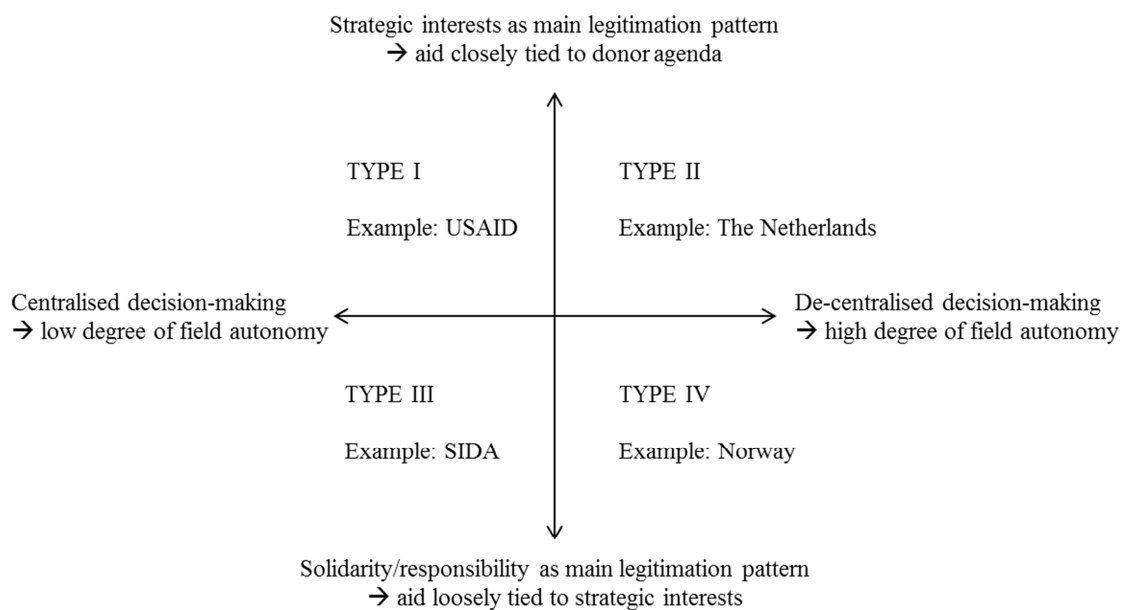 Strategic interests as main legitimation pattern
→ aid closely tied to donor agenda
TYPE I
TYPE II
Example: USAID
Example: The Netherlands
Centralised decision-making
→ low degree of field autonomy
De-centralised decision-making
→ high degree of field autonomy
TYPE III
TYPE IV
Example: SIDA
Example: Norway
Solidarity/responsibility as main legitimation pattern
→ aid loosely tied to strategic interests